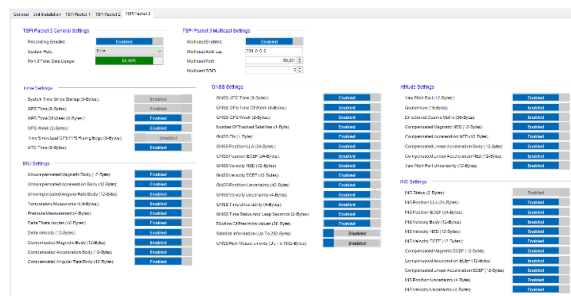 General Unit Installation TSPI Packet 1 TSPI Packet 2 TSPI Packet 3
TSPI Packet 3 General Settings
Recording Enabled Enabled
Update Rate
Port 3 Total Data Usage
TSPI Packet 3 Multicast Settings
Multicast Enabled Enabled
Multicast Address
Multicast Port
Multicast
Time Settings
System Time Since Startup (8-Bytes): Disabled
GPS Time (8-Bytes): Disabled
GPS Time Of Week (8-Bytes): Enabled
GPS Week (2-Bytes): Enabled
Time Since Last GPS PPS Rising Edge (8-Bytes): Disabled
UTC Time (8-Bytes): Enabled
IMU Settings
Uncompensated Magnetic Body (12-Bytes): Enabled
Uncompensated Acceleration Body (12-Bytes): Enabled
Uncompensated Angular Rate Body (12-Bytes): Enabled
Temperature Measurement (4-Bytes): Enabled
Pressure Measurement (4-Bytes): Enabled
Delta Theta Angles (16-Bytes): Enabled
Delta Velocity (12-Bytes): Enabled
Compensated Magnetic Body (12-Bytes): Enabled
Compensated Acceleration Body (12-Bytes): Enabled
Compensated Angular Rate Body (12-Bytes): Enabled
GNSS Settings
GNSS UTC Time (8-Bytes): Enabled
GNSS GPS Time Of Week (8-Bytes): Enabled
GNSS GPS Week (2-Bytes): Enabled
Number Of Tracked Satellites (1-Byte): Enabled
GNSS Fix (1-Byte): Enabled
GNSS Position LLA (24-Bytes): Enabled
GNSS Position ECEF (24-Bytes): Enabled
GNSS Velocity NED (12-Bytes): Enabled
GNSS Velocity ECEF (12-Bytes): Enabled
GNSS Position Uncertainty (12-Bytes): Enabled
GNSS Velocity Uncertainty (4-Bytes): Enabled
GNSS Time Uncertainty (4-Bytes): Enabled
GNSS Time Status And Leap Seconds (2-Bytes): Enabled
Dilution Of Precision Values (28-Bytes): Enabled
Satellite Information (Up To 292-Bytes): Disabled
GNSS Raw Measurements Disabled
Attitude Settings
Yaw Pitch Roll (12-Bytes): Enabled
Quaternion (16-Bytes): Enabled
Directional Cosine Matrix (36-Bytes): Enabled
Compensated Magnetic NED (12-Bytes): Enabled
Compensated Acceleration NED (12-Bytes): Enabled
Compensated Linear Acceleration Body (12-Bytes): Enabled
Compensated Linear Acceleration NED (12-Bytes): Enabled
Yaw Pitch Roll Uncertainty (12-Bytes): Enabled
INS Settings
INS Status (2-Bytes): Enabled
INS Position LLA (24-Bytes): Enabled
INS Position ECEF (24-Bytes): Enabled
INS Velocity Body (12-Bytes): Enabled
INS Velocity NED (12-Bytes): Enabled
INS Velocity ECEF (12-Bytes): Enabled
Compensated Magnetic ECEF (12-Bytes): Enabled
Compensated Acceleration ECEF (12-Bytes): Enabled
Compensated Linear Acceleration ECEF (12-Bytes): Enabled
INS Position Uncertainty (4-Bytes): Enabled
INS Velocity Uncertainty (4-Bytes): Enabled